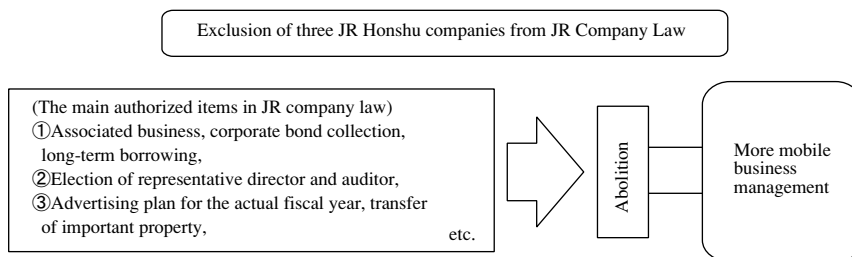 Exclusion of three JR Honshu companies from JR Company Law
(The main authorized items in JR company law)
①Associated business, corporate bond collection,
long-term borrowing,
②Election of representative director and auditor,
③Advertising plan for the actual fiscal year, transfer
of important property,
etc.
Abolition
More mobile
business
management